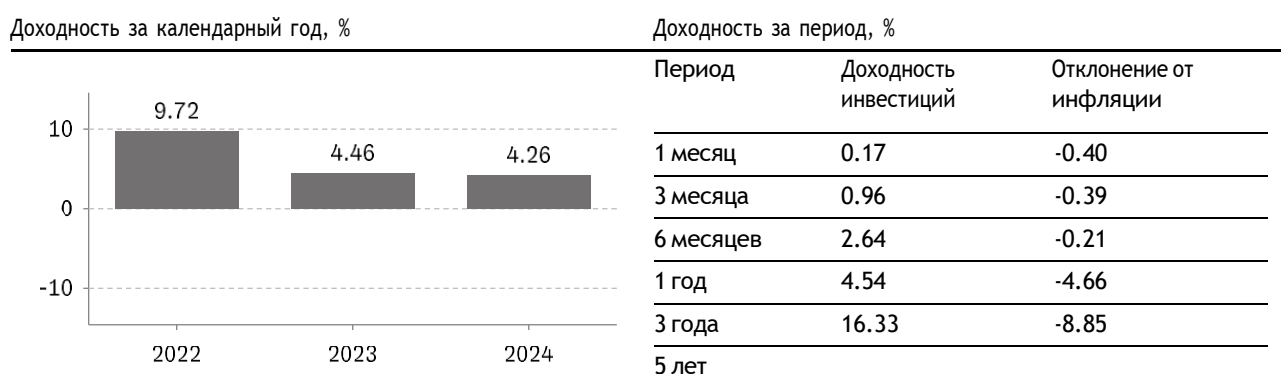 Доходность за календарный год, %
9.72
4.46
4.26
10
0
-10
2022 2023 2024
Доходность за период, %
Период Доходность инвестиций Отклонение от инфляции
1 месяц 0.17 -0.40
3 месяца 0.96 -0.39
6 месяцев 2.64 -0.21
1 год 4.54 -4.66
3 года 16.33 -8.85
5 лет